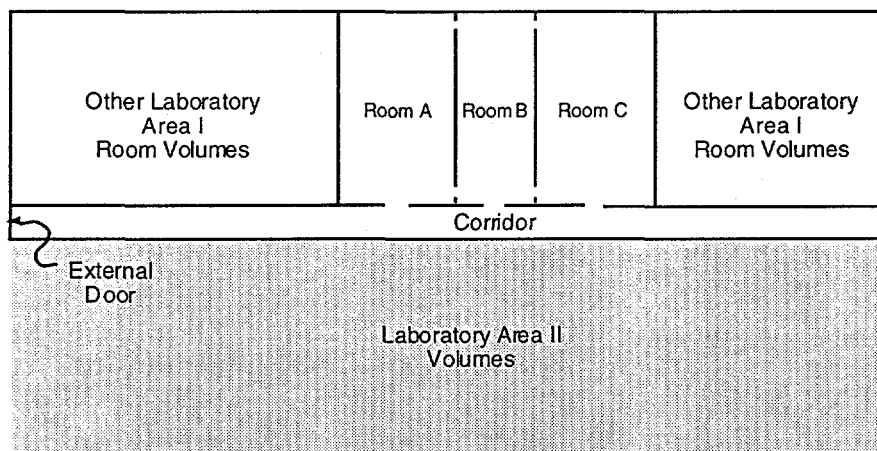 Other Laboratory
Area I
Room Volumes
Room A
Room B
Room C
Other Laboratory
Area I
Room Volumes
Corridor
External
Door
Laboratory Area II
Volumes